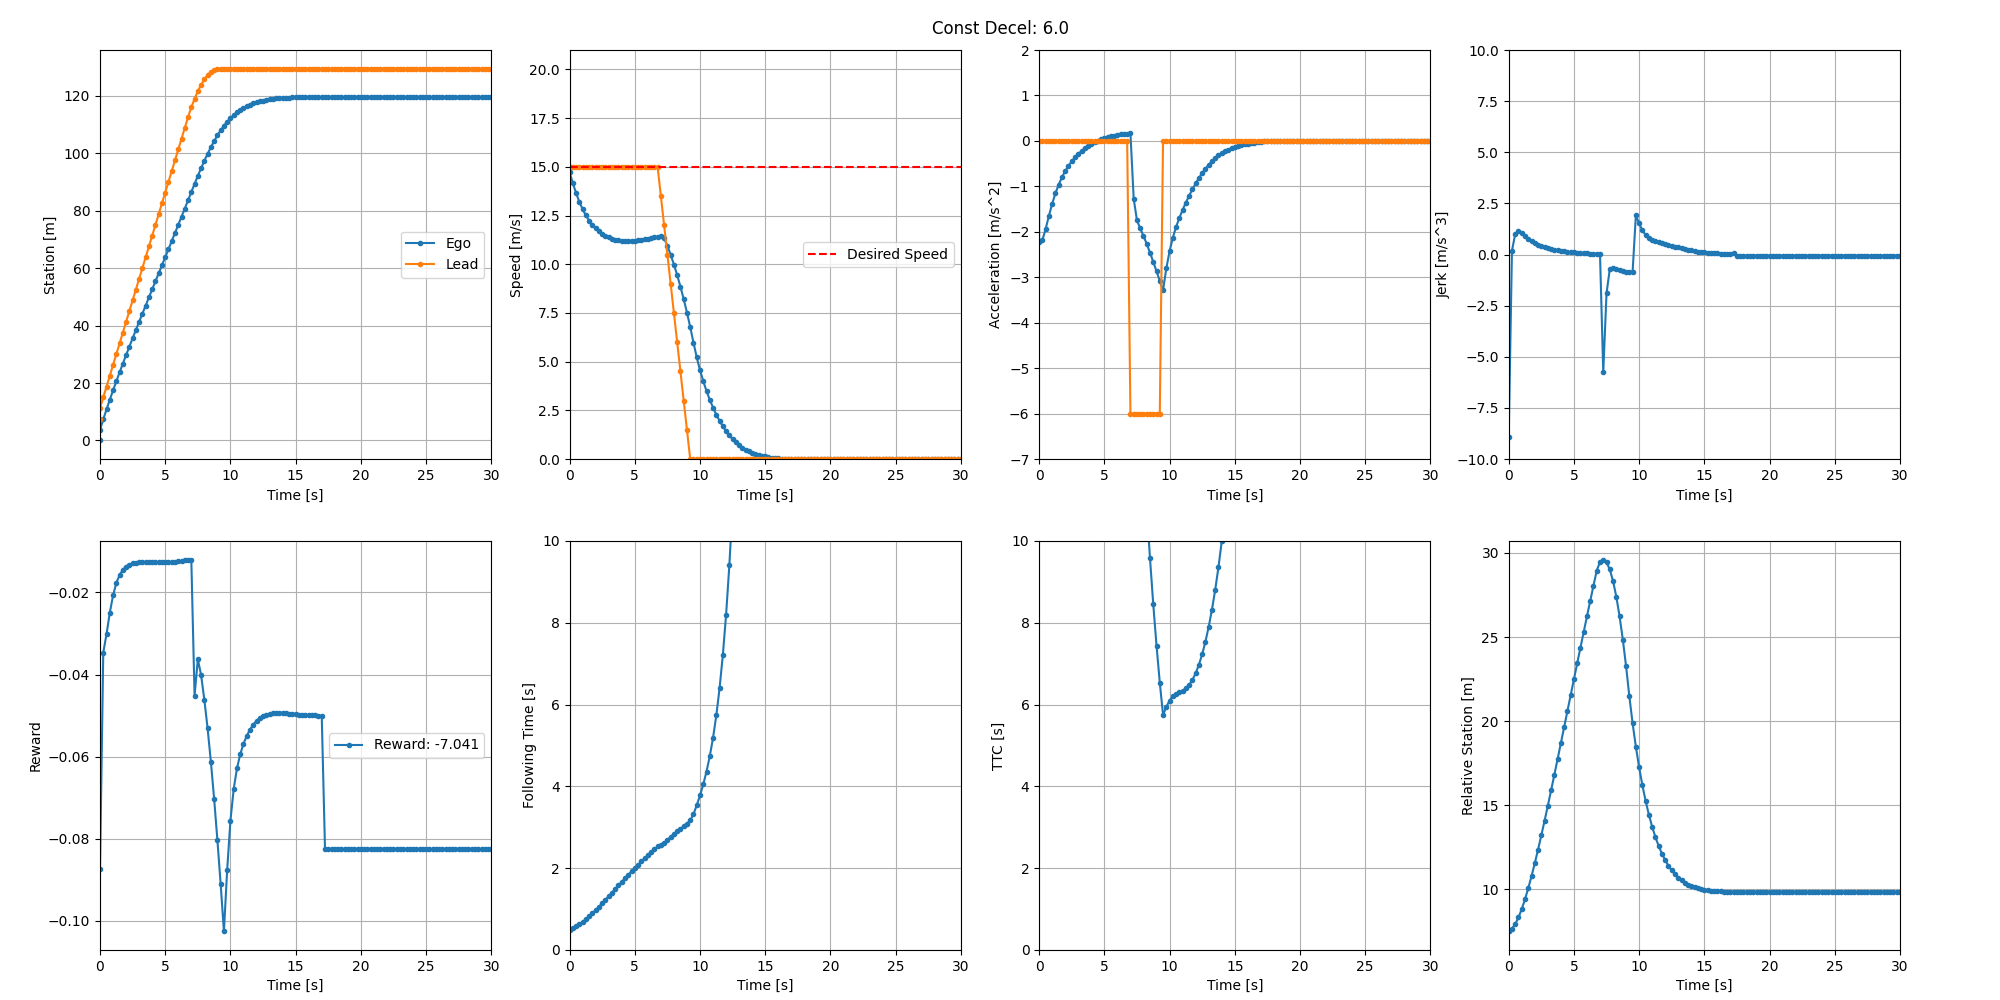 Const Decel: 6.0
Station [m]
120
100
80
60
40
20
0
Ego
Lead
0 5 10 15 20 25 30
Time [s]
Speed [m/s]
20.0
17.5
15.0
12.5
10.0
7.5
5.0
2.5
0.0
Desired Speed
0 5 10 15 20 25 30
Time [s]
Acceleration [m/s^2]
2
1
0
−1
−2
−3
−4
−5
−6
−7
0 5 10 15 20 25 30
Time [s]
Jerk [m/s^3]
10.0
7.5
5.0
2.5
0.0
−2.5
−5.0
−7.5
−10.0
0 5 10 15 20 25 30
Time [s]
Reward
−0.02
−0.04
−0.06
−0.08
−0.10
Reward: -7.041
0 5 10 15 20 25 30
Time [s]
Following Time [s]
10
8
6
4
2
0
0 5 10 15 20 25 30
Time [s]
TTC [s]
10
8
6
4
2
0
0 5 10 15 20 25 30
Time [s]
Relative Station [m]
30
25
20
15
10
0 5 10 15 20 25 30
Time [s]